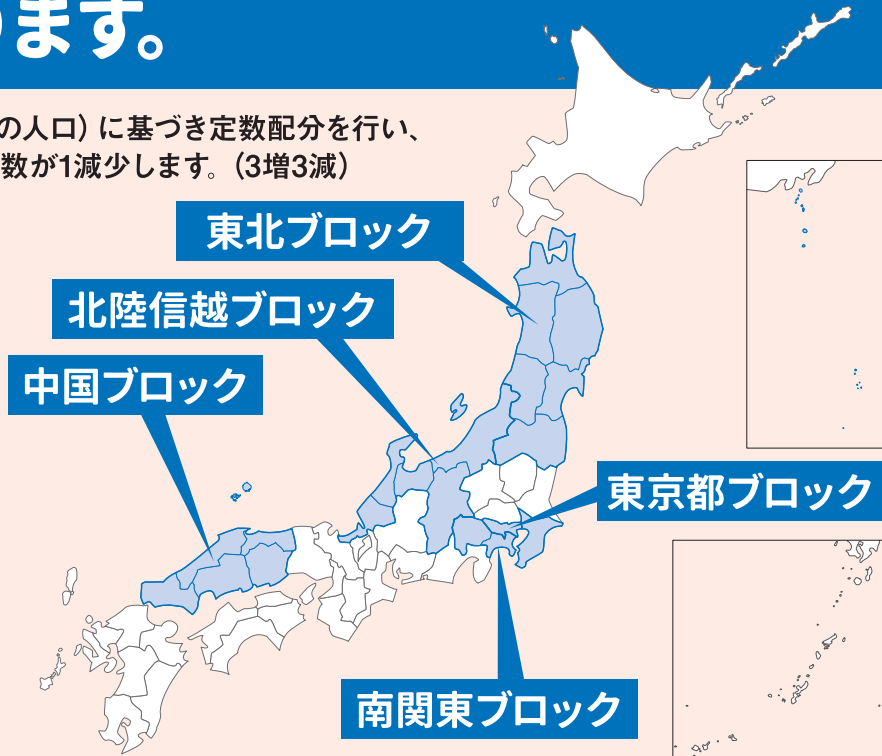 ります。
の人口)に基づき定数配分を行い、
数が1減少します。(3増3減)
東北ブロック
北陸信越ブロック
中国ブロック
東京都ブロック
南関東ブロック